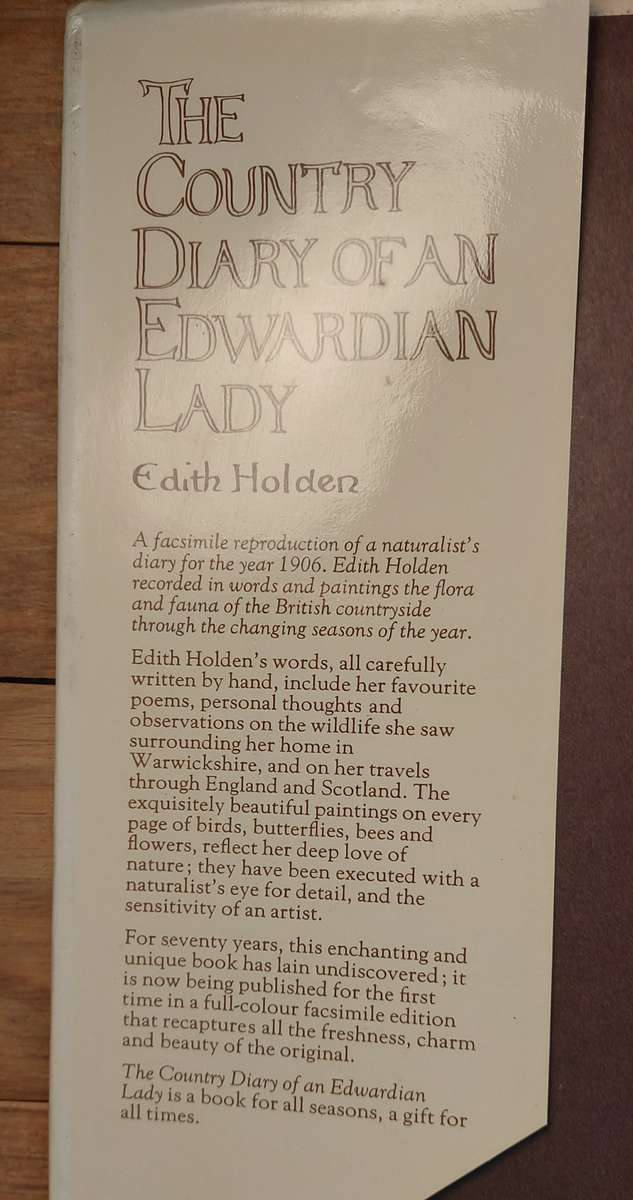 THE
COUNTRY
DIARY OF AN
EDWARDIAN
LADY
Edith Holden
A facsimile reproduction of a naturalist's
diary for the year 1906. Edith Holden
recorded in words and paintings the flora
and fauna of the British countryside
through the changing seasons of the year.
Edith Holden's words, all carefully
written by hand, include her favourite
poems, personal thoughts and
observations on the wildlife she saw
surrounding her home in
Warwickshire, and on her travels
through England and Scotland. The
exquisitely beautiful paintings on every
page of birds, butterflies, bees and
flowers, reflect her deep love of
nature; they have been executed with a
naturalist's eye for detail, and the
sensitivity of an artist.
For seventy years, this enchanting and
unique book has lain undiscovered; it
is now being published for the first
time in a full-colour facsimile edition
that recaptures all the freshness, charm
and beauty of the original.
The Country Diary of an Edwardian
Lady is a book for all seasons, a gift for
all times.